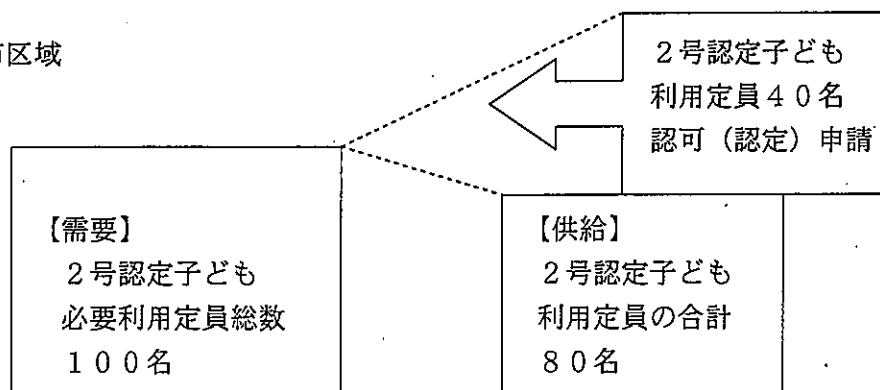 市区域
2号認定子ども
利用定員40名
認可（認定）申請
【需要】
2号認定子ども
必要利用定員総数
100名
【供給】
2号認定子ども
利用定員の合計
80名